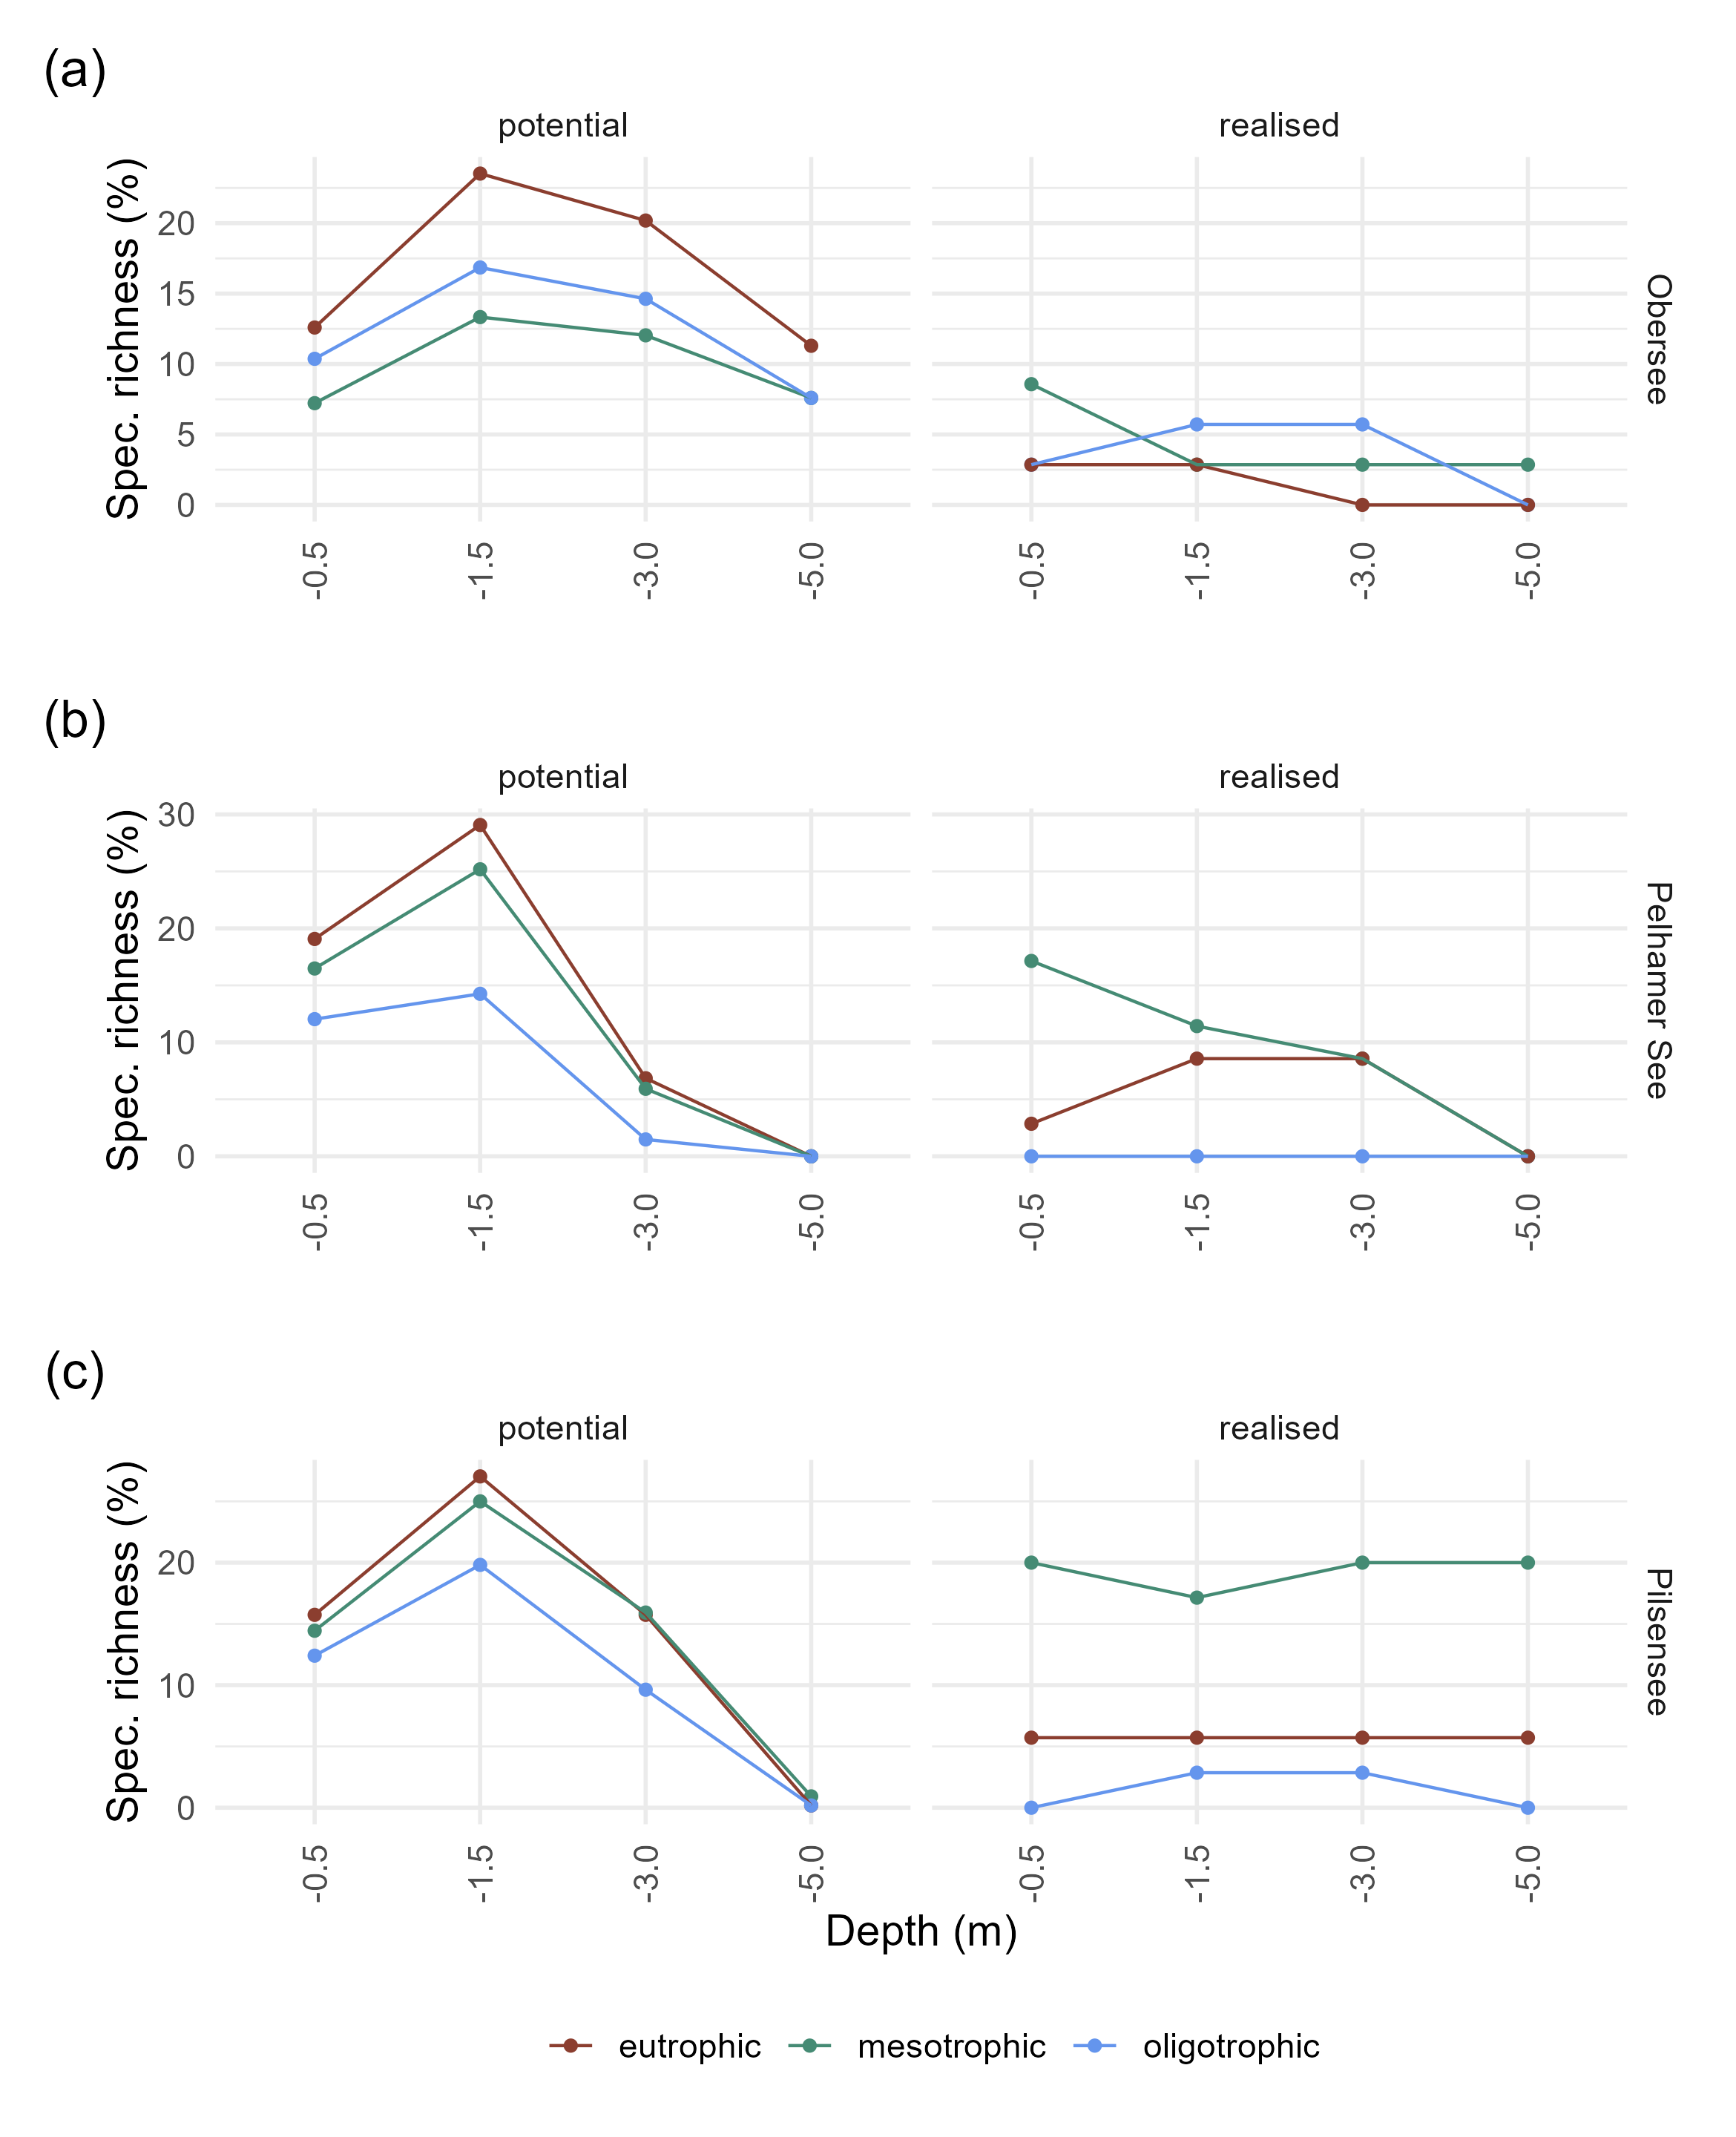 (a)
potential
realised
Spec. richness (%)
20
15
10
5
0
Obersee
-0.5
-1.5
-3.0
-5.0
-0.5
-1.5
-3.0
-5.0
(b)
potential
realised
Spec. richness (%)
30
20
10
0
Pelhamer See
-0.5
-1.5
-3.0
-5.0
-0.5
-1.5
-3.0
-5.0
(c)
potential
realised
Spec. richness (%)
20
10
0
Pilsensee
-0.5
-1.5
-3.0
-5.0
-0.5
-1.5
-3.0
-5.0
Depth (m)
eutrophic
mesotrophic
oligotrophic